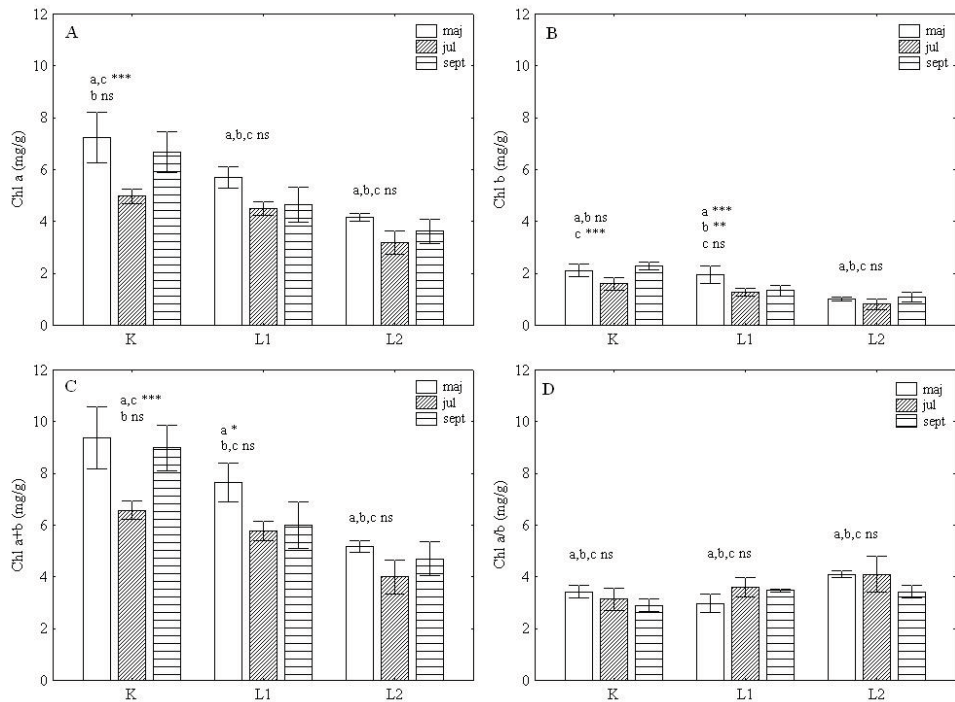 A
12
10
8
6
4
2
0
Chl a (mg/g)
maj
jul
sept
a,c ***
b ns
a,b,c ns
a,b,c ns
K L1 L2
B
12
10
8
6
4
2
0
Chl b (mg/g)
maj
jul
sept
a,b ns
c ***
a ***
b **
c ns
a,b,c ns
K L1 L2
C
12
10
8
6
4
2
0
Chl a+b (mg/g)
maj
jul
sept
a,c ***
b ns
a *
b,c ns
a,b,c ns
K L1 L2
D
12
10
8
6
4
2
0
Chl a/b (mg/g)
maj
jul
sept
a,b,c ns
a,b,c ns
a,b,c ns
K L1 L2